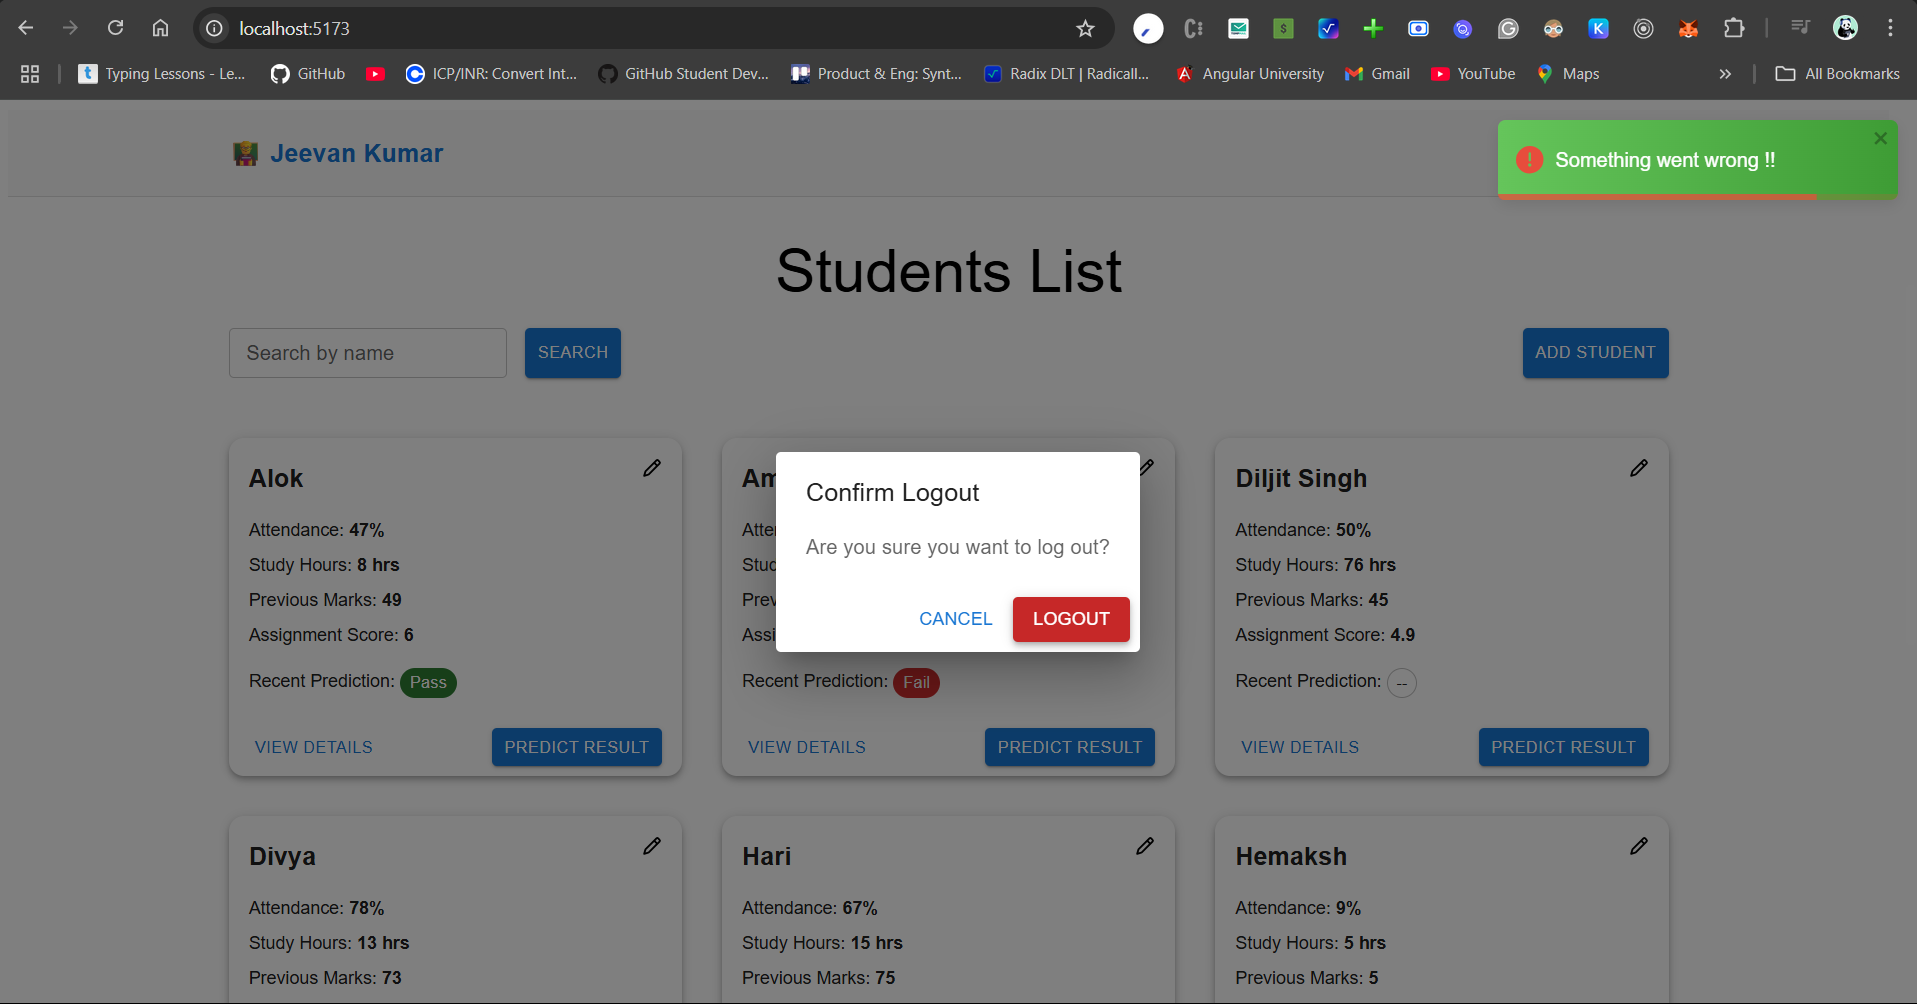 localhost:5173
Typing Lessons - Le...
GitHub
ICP/INR: Convert Int...
GitHub Student Dev...
Product & Eng: Synt...
Radix DLT | Radicall...
Angular University
Gmail
YouTube
Maps
All Bookmarks
Jeevan Kumar
Something went wrong !!
Students List
Search by name
SEARCH
ADD STUDENT
Alok
Attendance: 47%
Study Hours: 8 hrs
Previous Marks: 49
Assignment Score: 6
Recent Prediction: Pass
VIEW DETAILS
PREDICT RESULT
Recent Prediction: Fail
VIEW DETAILS
PREDICT RESULT
Diljit Singh
Attendance: 50%
Study Hours: 76 hrs
Previous Marks: 45
Assignment Score: 4.9
Recent Prediction: --
VIEW DETAILS
PREDICT RESULT
Confirm Logout
Are you sure you want to log out?
CANCEL
LOGOUT
Divya
Attendance: 78%
Study Hours: 13 hrs
Previous Marks: 73
Hari
Attendance: 67%
Study Hours: 15 hrs
Previous Marks: 75
Hemaksh
Attendance: 9%
Study Hours: 5 hrs
Previous Marks: 5